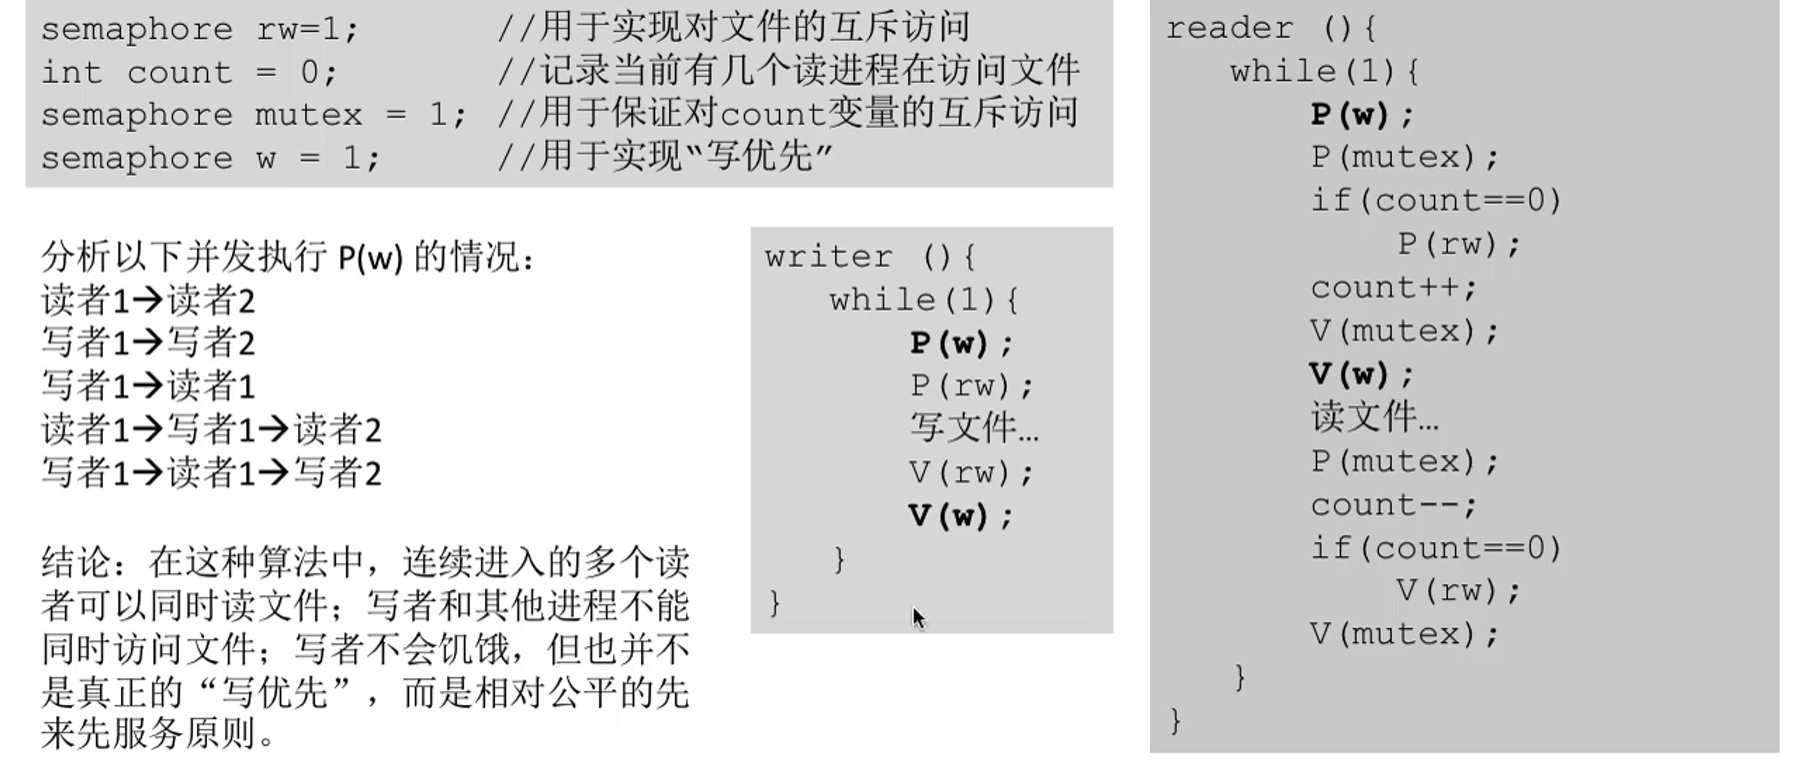 semaphore rw=1; //用于实现对文件的互斥访问
int count = 0; //记录当前有几个读进程在访问文件
semaphore mutex = 1; //用于保证对count变量的互斥访问
semaphore w = 1; //用于实现“写优先”
分析以下并发执行 P(w) 的情况：
读者1→读者2
写者1→写者2
写者1→读者1
读者1→写者1→读者2
写者1→读者1→写者2
结论：在这种算法中，连续进入的多个读
者可以同时读文件；写者和其他进程不能
同时访问文件；写者不会饥饿，但也并不
是真正的“写优先”，而是相对公平的先
来先服务原则。
writer (){
while(1){
P(w);
P(rw);
写文件…
V(rw);
V(w);
}
}
reader (){
while(1){
P(w);
P(mutex);
if(count==0)
P(rw);
count++;
V(mutex);
V(w);
读文件…
P(mutex);
count--;
if(count==0)
V(rw);
V(mutex);
}
}